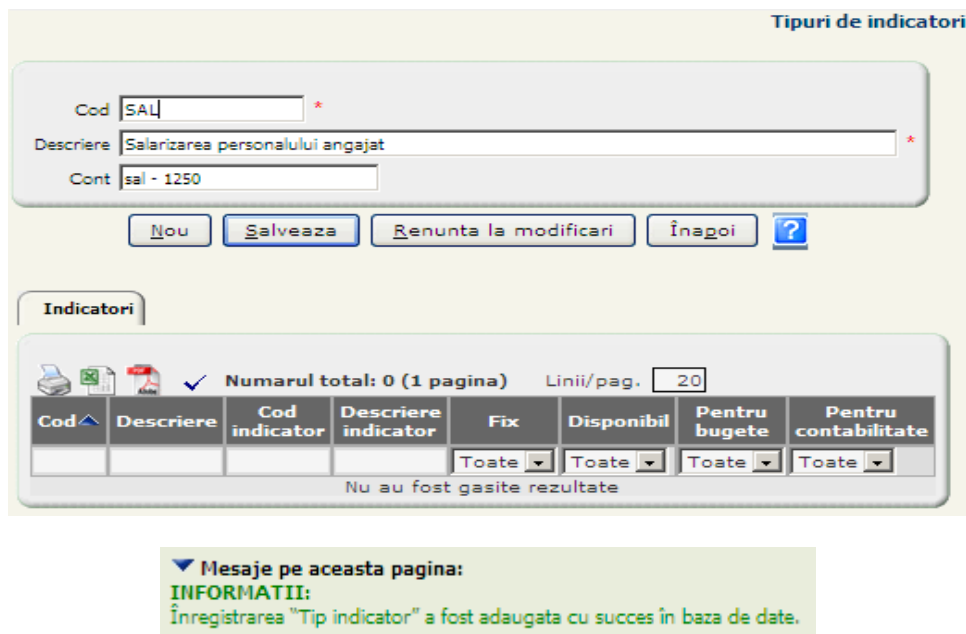 Tipuri de indicatori
Cod SAL *
Descriere Salarizarea personalului angajat *
Cont sal - 1250
Nou Salveaza Renunta la modificari Înapoi ?
Indicatori
Numarul total: 0 (1 pagina) Linii/pag. 20
Cod Descriere Cod indicator Descriere indicator Fix Disponibil Pentru bugete Pentru contabilitate
Toate Toate Toate Toate
Nu au fost gasite rezultate
Mesaje pe aceasta pagina:
INFORMATII:
Înregistrarea "Tip indicator" a fost adaugata cu succes în baza de date.